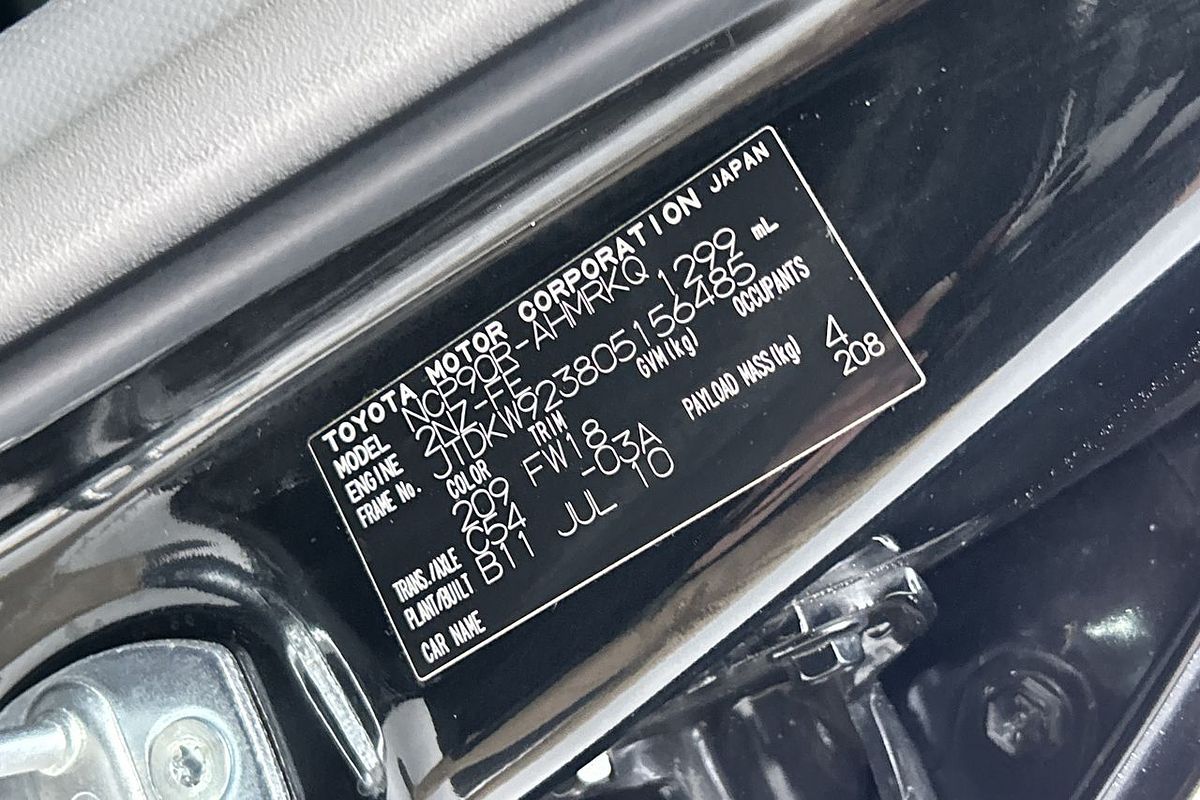 TOYOTA MOTOR CORPORATION JAPAN
MODEL NCP90R-AHMRKQ
ENGINE 2NZ-FE 1299 mL
FRAME No. JTDKW923805156485
COLOR TRIM GVM(kg) OCCUPANTS
209 FW18 4
TRANS./AXLE C54 -03A PAYLOAD MASS(kg) 208
PLANT/BUILT B11 JUL 10
CAR NAME